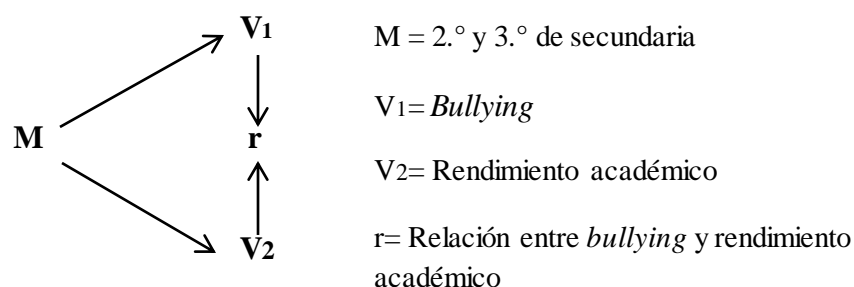 V1
M = 2.° y 3.° de secundaria
V1= Bullying
M
r
V2= Rendimiento académico
V2
r= Relación entre bullying y rendimiento
académico